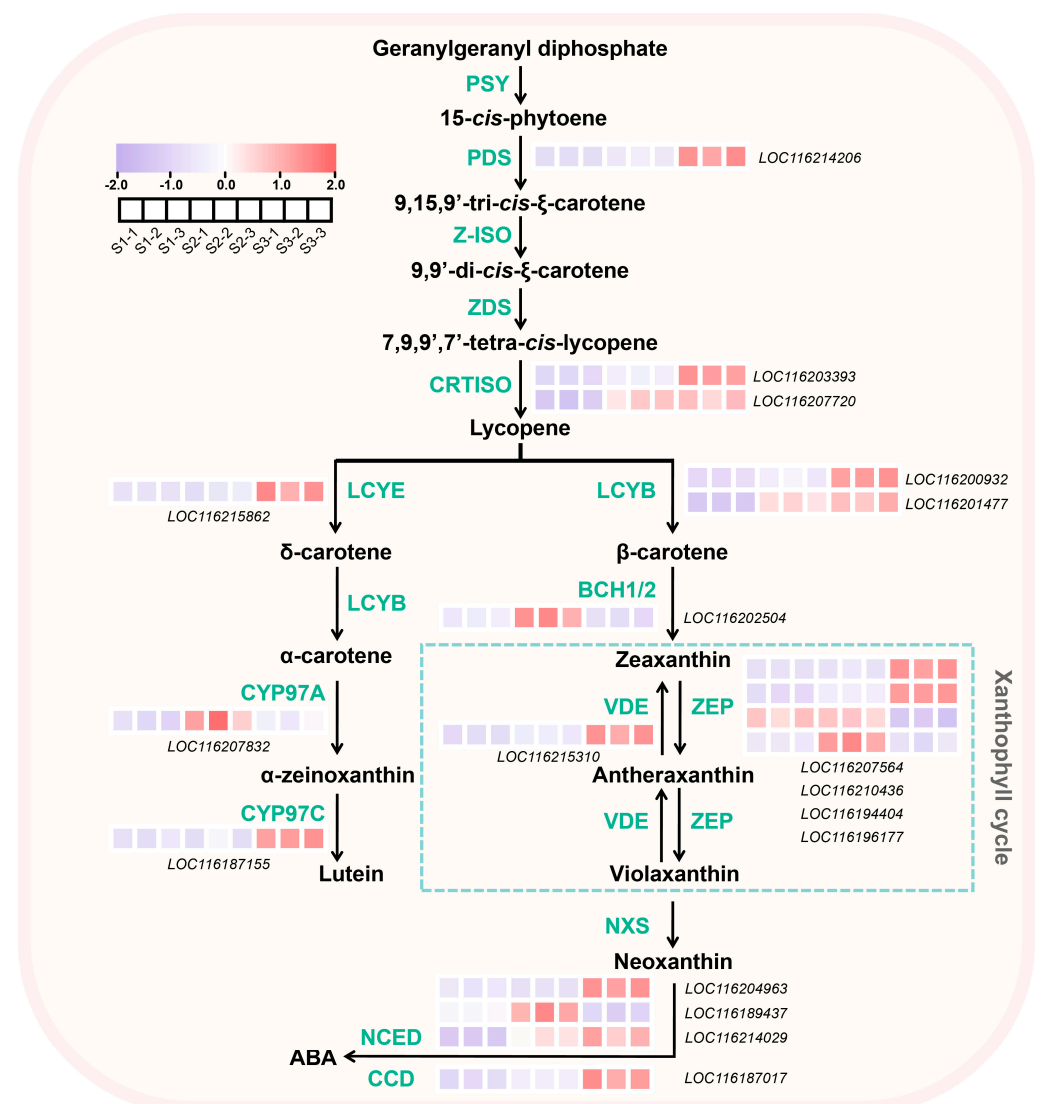 Geranylgeranyl diphosphate
PSY
15-cis-phytoene
PDS
LOC116214206
-2.0 -1.0 0.0 1.0 2.0
S1-1 S1-2 S1-3 S2-1 S2-2 S2-3 S3-1 S3-2 S3-3
9,15,9’-tri-cis-ξ-carotene
Z-ISO
9,9’-di-cis-ξ-carotene
ZDS
7,9,9’,7’-tetra-cis-lycopene
CRTISO
LOC116203393
LOC116207720
Lycopene
LCYE
LOC116215862
LCYB
LOC116200932
LOC116201477
δ-carotene
β-carotene
LCYB
BCH1/2
LOC116202504
α-carotene
Zeaxanthin
CYP97A
LOC116207832
VDE
ZEP
LOC116215310
α-zeinoxanthin
Antheraxanthin
LOC116207564
LOC116210436
LOC116194404
LOC116196177
Xanthophyll cycle
CYP97C
LOC116187155
VDE
ZEP
Lutein
Violaxanthin
NXS
Neoxanthin
LOC116204963
LOC116189437
LOC116214029
NCED
ABA
CCD
LOC116187017